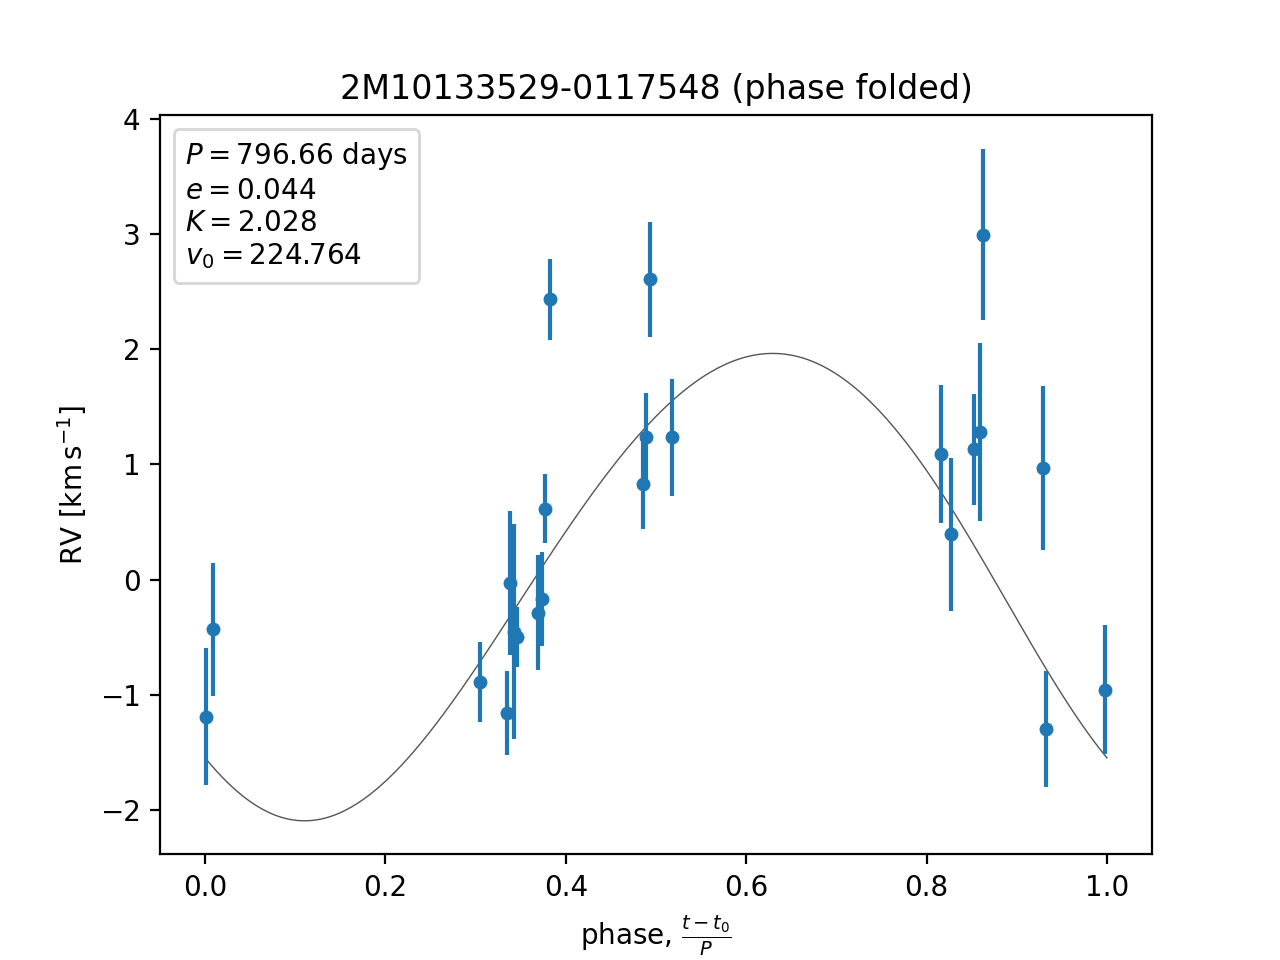 2M10133529-0117548 (phase folded)
P = 796.66 days
e = 0.044
K = 2.028
v₀ = 224.764
RV [km s⁻¹]
4
3
2
1
0
−1
−2
0.0 0.2 0.4 0.6 0.8 1.0
phase, (t − t₀)/P